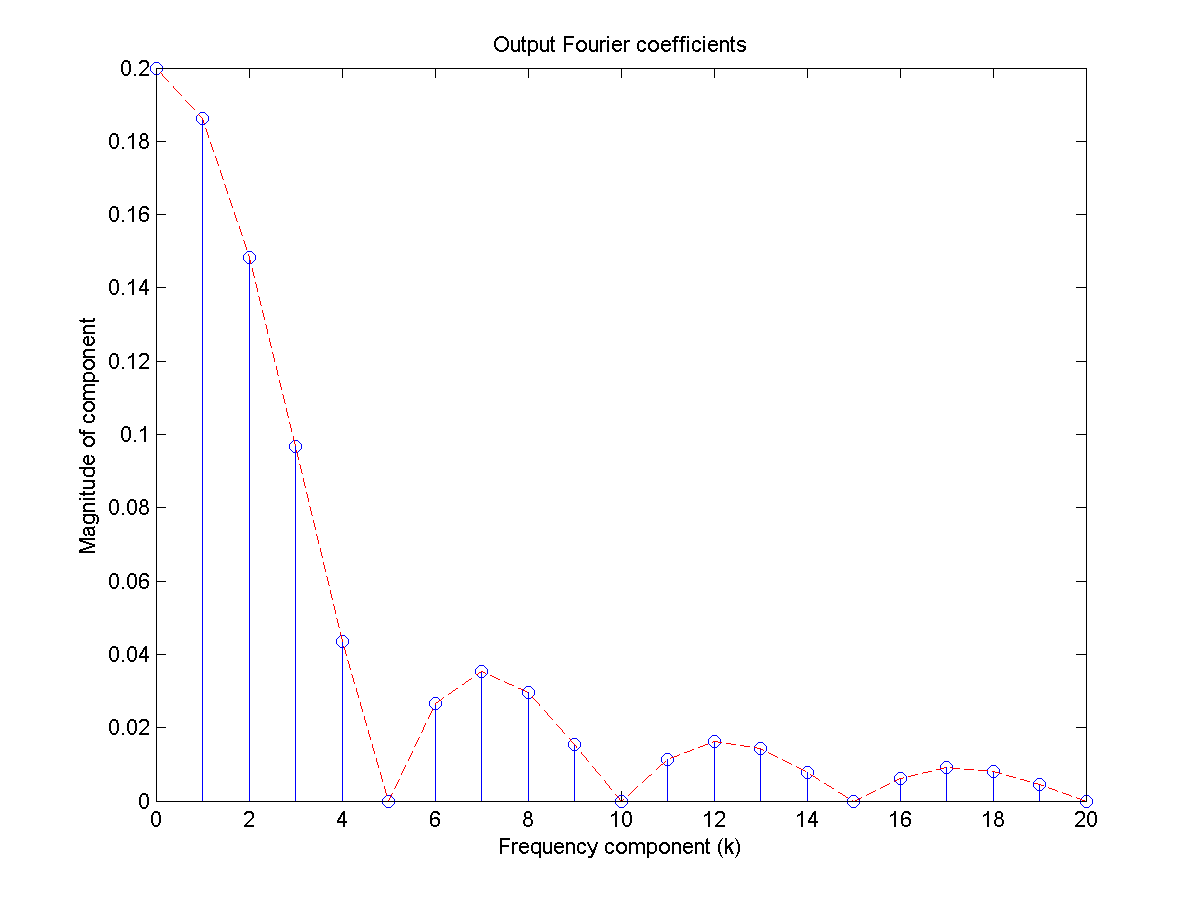 Output Fourier coefficients
0.2
0.18
0.16
0.14
0.12
0.1
0.08
0.06
0.04
0.02
0
Magnitude of component
0 2 4 6 8 10 12 14 16 18 20
Frequency component (k)